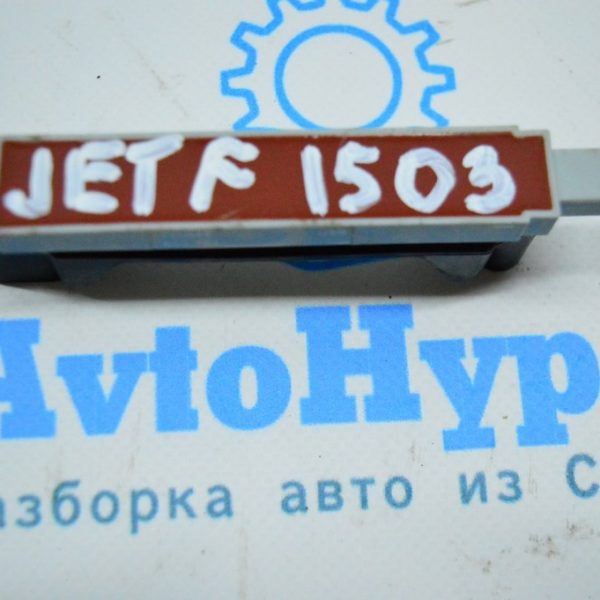 JETF 1503
AvtoHyp
азборка авто из С